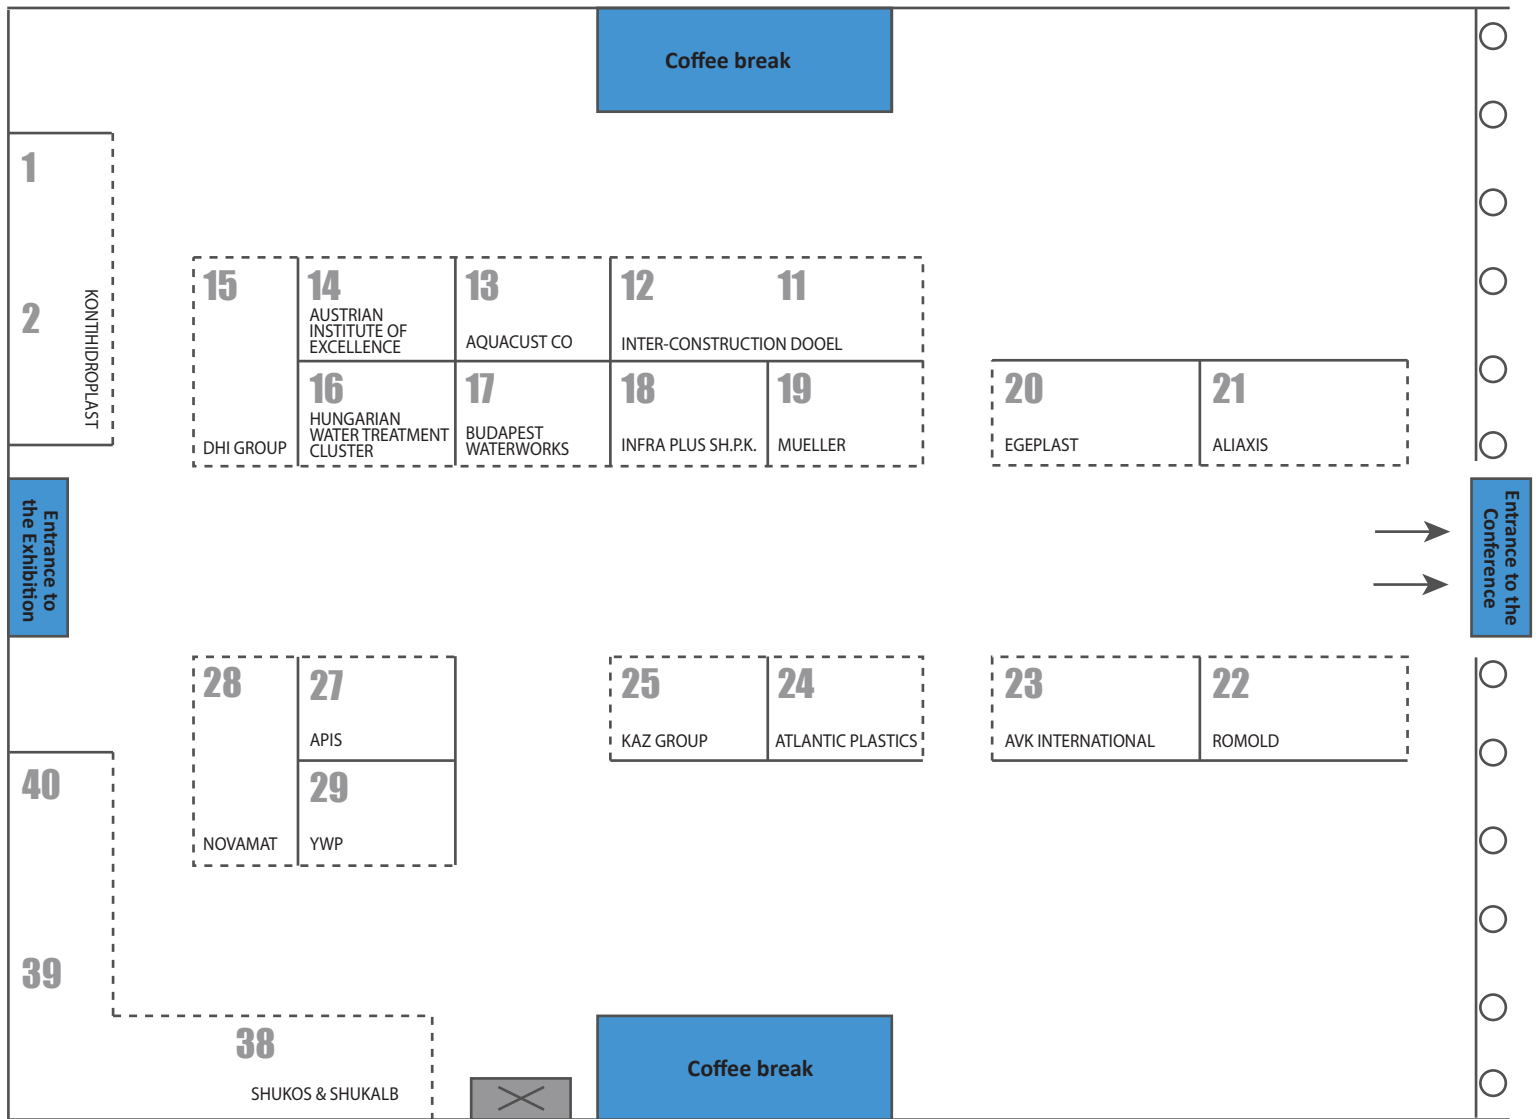 Coffee break
1
2
KONTIHIDROPLAST
15
DHI GROUP
14
AUSTRIAN
INSTITUTE OF
EXCELLENCE
13
AQUACUST CO
12
11
INTER-CONSTRUCTION DOOEL
16
HUNGARIAN
WATER TREATMENT
CLUSTER
17
BUDAPEST
WATERWORKS
18
INFRA PLUS SH.P.K.
19
MUELLER
20
EGEPLAST
21
ALIAXIS
Entrance to
the Exhibition
Entrance to the
Conference
28
NOVAMAT
27
APIS
29
YWP
25
KAZ GROUP
24
ATLANTIC PLASTICS
23
AVK INTERNATIONAL
22
ROMOLD
40
39
38
SHUKOS & SHUKALB
Coffee break